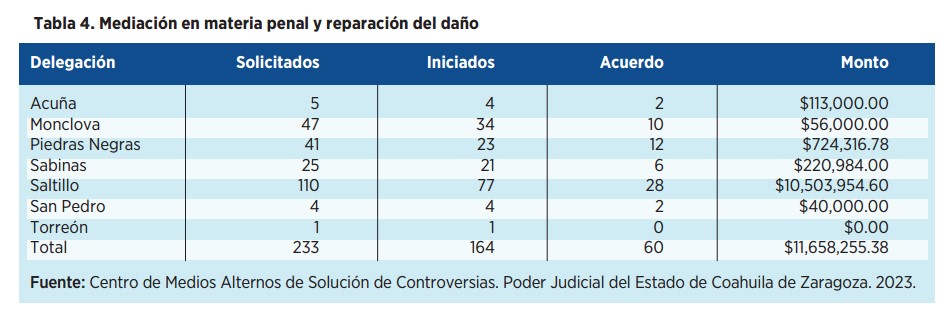 Tabla 4. Mediación en materia penal y reparación del daño
Delegación Solicitados Iniciados Acuerdo Monto
Acuña 5 4 2 $113,000.00
Monclova 47 34 10 $56,000.00
Piedras Negras 41 23 12 $724,316.78
Sabinas 25 21 6 $220,984.00
Saltillo 110 77 28 $10,503,954.60
San Pedro 4 4 2 $40,000.00
Torreón 1 1 0 $0.00
Total 233 164 60 $11,658,255.38
Fuente: Centro de Medios Alternos de Solución de Controversias. Poder Judicial del Estado de Coahuila de Zaragoza. 2023.